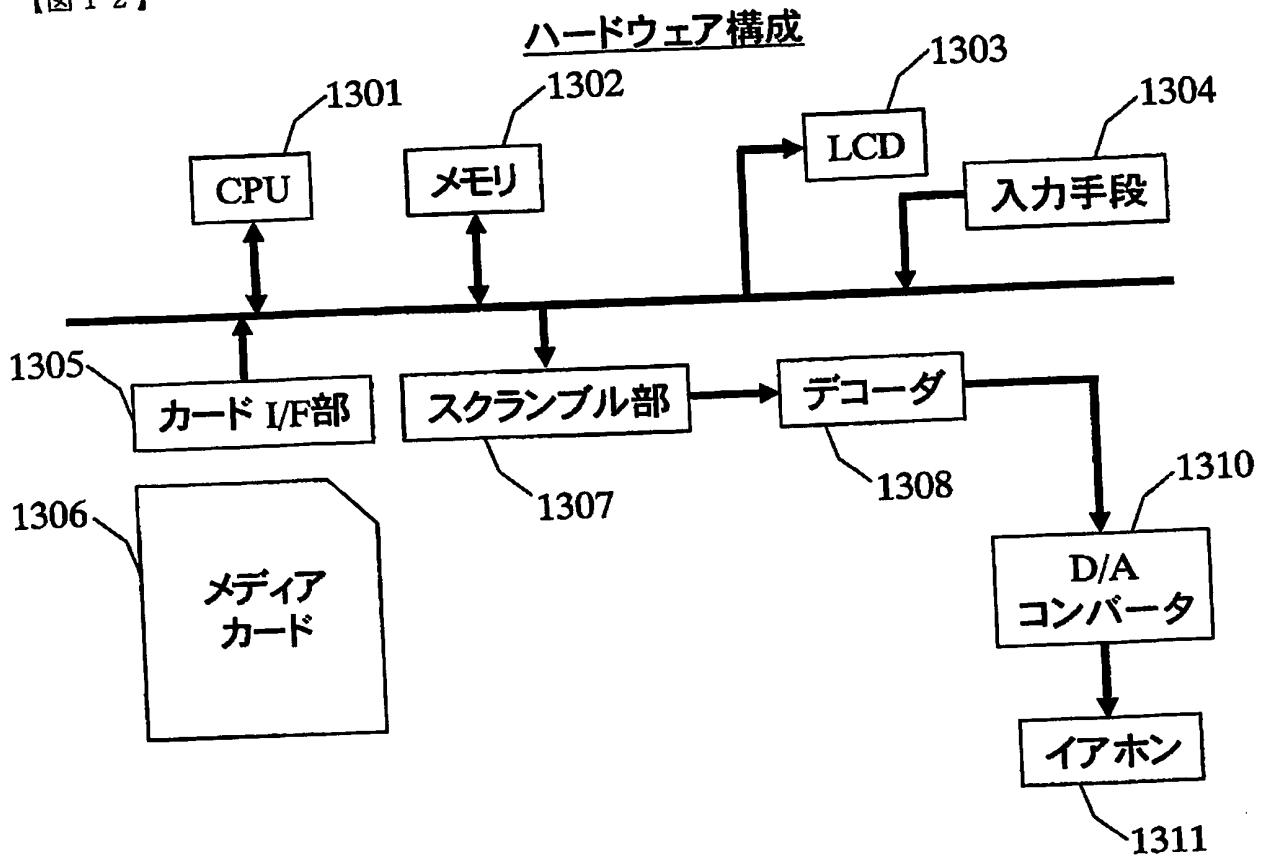 【図１２】
ハードウェア構成
1301
1302
1303
1304
CPU
メモリ
LCD
入力手段
1305
カード I/F部
スクランブル部
デコーダ
1306
1307
1308
1310
メディア
カード
D/A
コンバータ
イアホン
1311